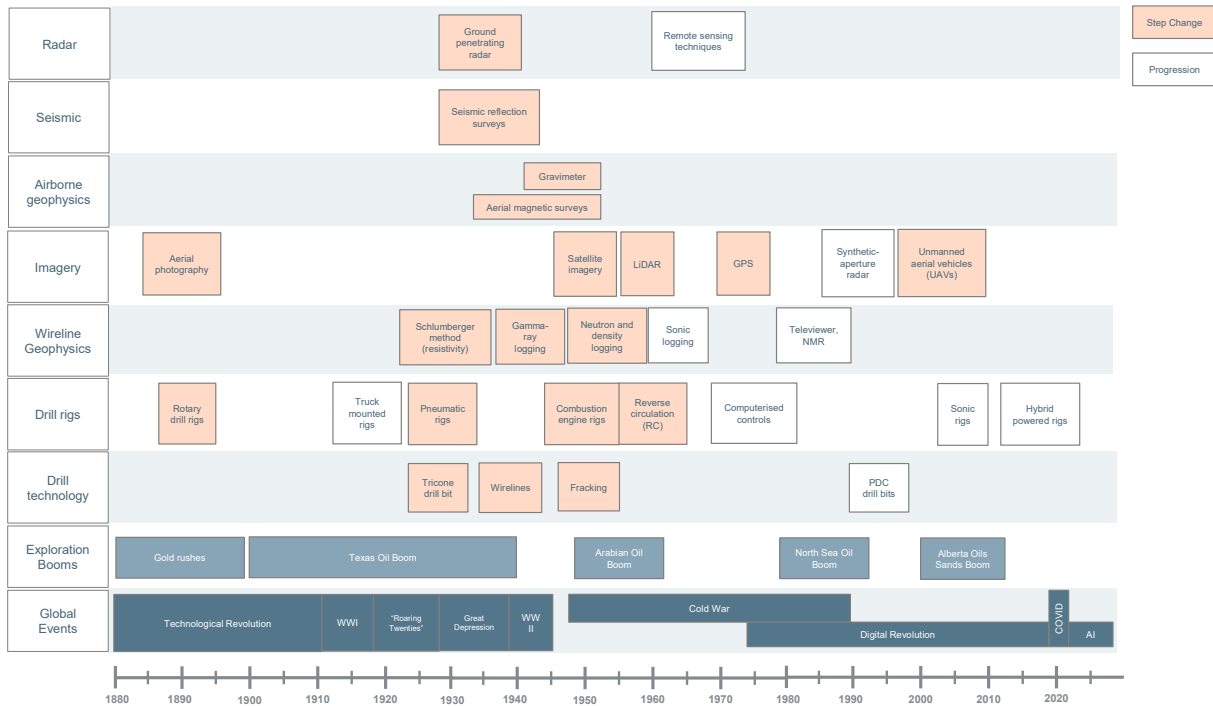 Radar
Ground
penetrating
radar
Remote sensing
techniques
Step Change
Progression
Seismic
Seismic reflection
surveys
Airborne
geophysics
Gravimeter
Aerial magnetic surveys
Imagery
Aerial
photography
Satellite
imagery
LiDAR
GPS
Synthetic-
aperture
radar
Unmanned
aerial vehicles
(UAVs)
Wireline
Geophysics
Schlumberger
method
(resistivity)
Gamma-
ray
logging
Neutron and
density
logging
Sonic
logging
Televiewer,
NMR
Drill rigs
Rotary
drill rigs
Truck
mounted
rigs
Pneumatic
rigs
Combustion
engine rigs
Reverse
circulation
(RC)
Computerised
controls
Sonic
rigs
Hybrid
powered rigs
Drill
technology
Tricone
drill bit
Wirelines
Fracking
PDC
drill bits
Exploration
Booms
Gold rushes
Texas Oil Boom
Arabian Oil
Boom
North Sea Oil
Boom
Alberta Oils
Sands Boom
Global
Events
Technological Revolution
WWI
"Roaring
Twenties"
Great
Depression
WW
II
Cold War
Digital Revolution
COVID
AI
1880 1890 1900 1910 1920 1930 1940 1950 1960 1970 1980 1990 2000 2010 2020